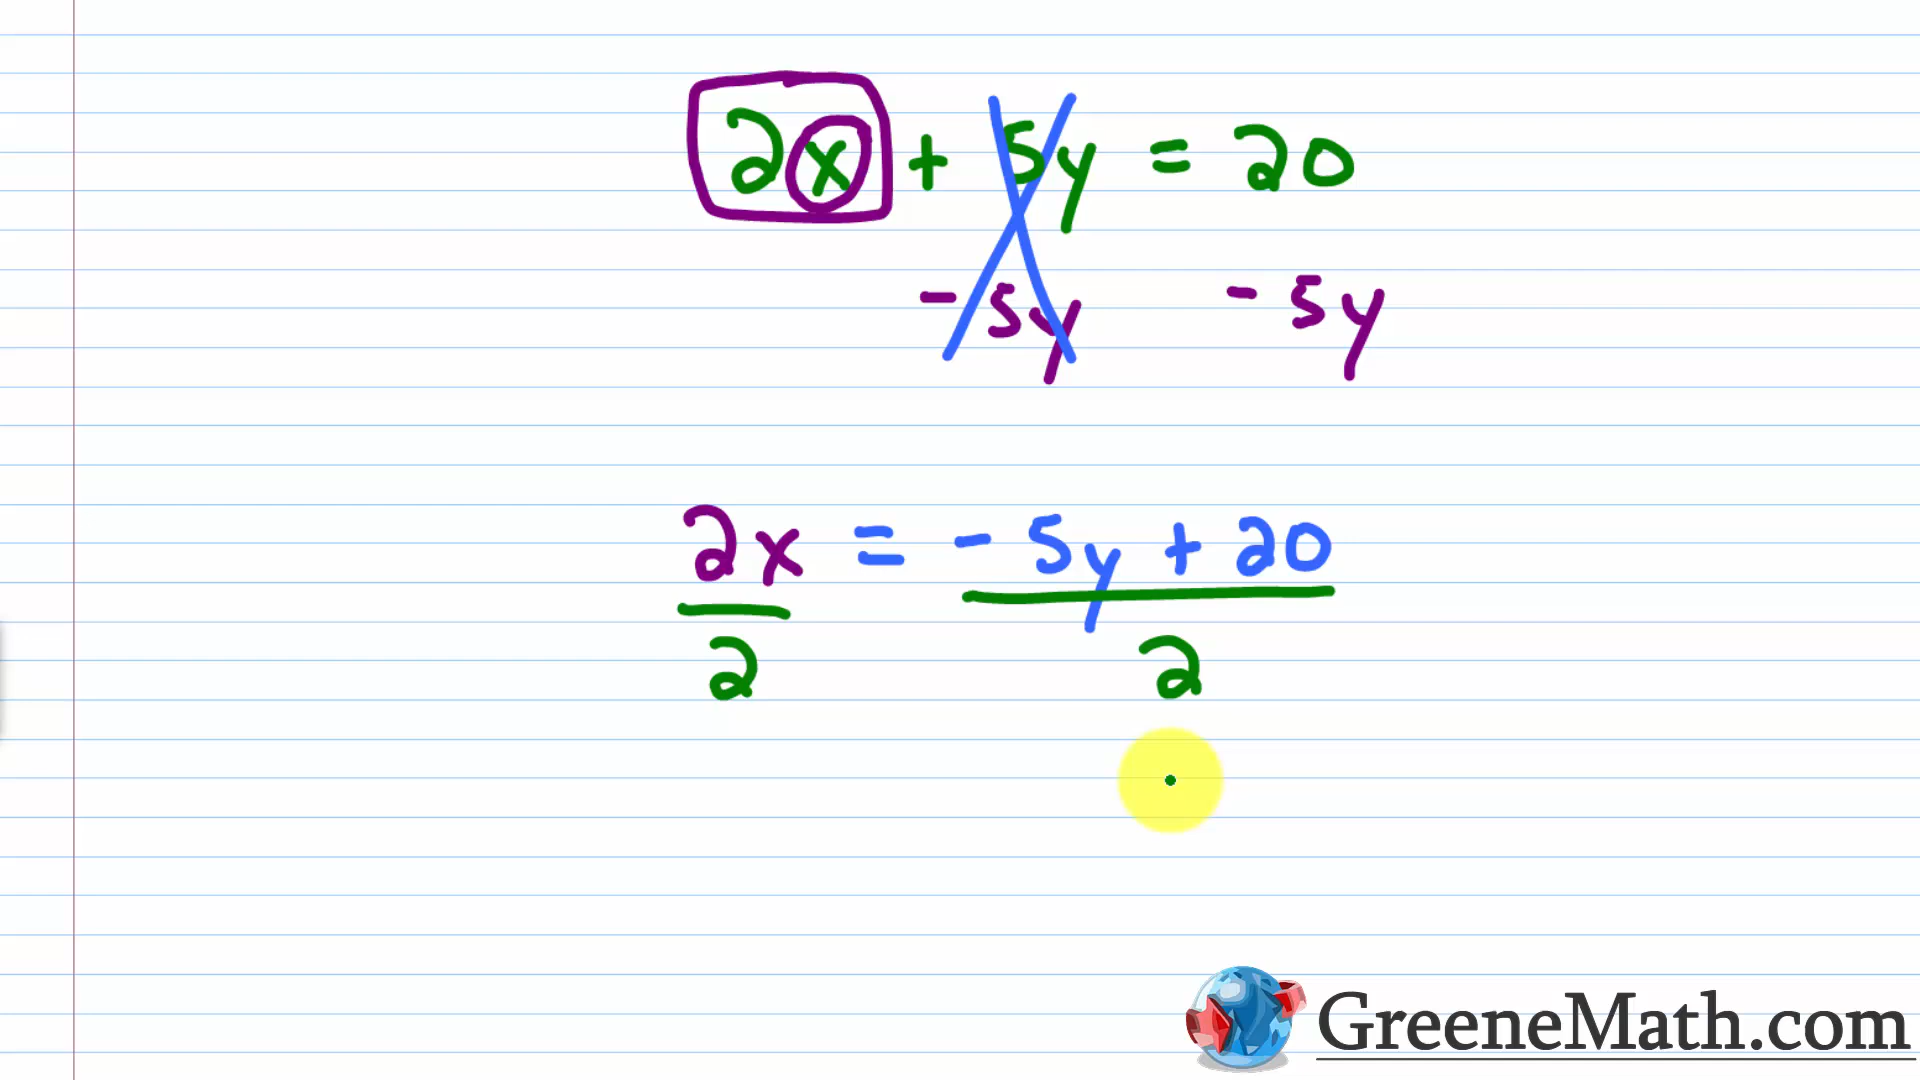 2x + 5y = 20
- 5y - 5y
2x = - 5y + 20
2 2
GreeneMath.com